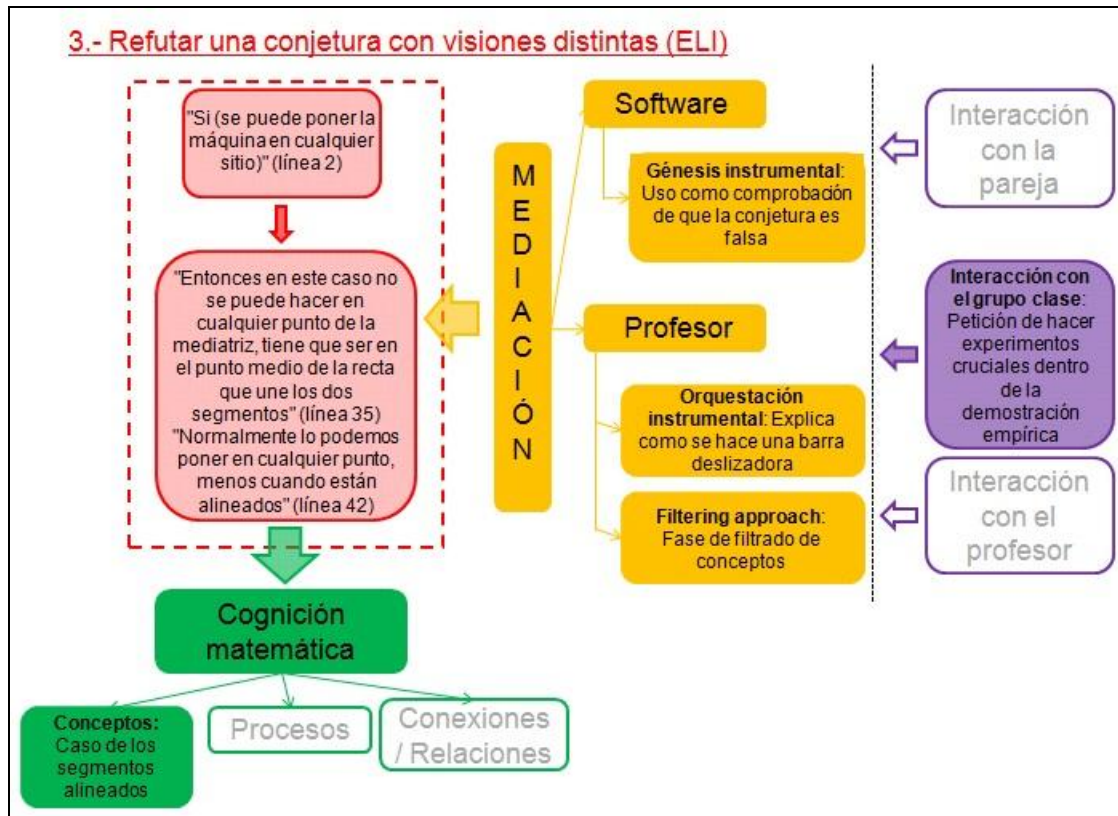 3.- Refutar una conjetura con visiones distintas (ELI)
"Si (se puede poner la
máquina en cualquier
sitio)" (línea 2)
"Entonces en este caso no
se puede hacer en
cualquier punto de la
mediatriz, tiene que ser en
el punto medio de la recta
que une los dos
segmentos" (línea 35)
"Normalmente lo podemos
poner en cualquier punto,
menos cuando están
alineados" (línea 42)
Cognición
matemática
Conceptos:
Caso de los
segmentos
alineados
Procesos
Conexiones
/ Relaciones
MEDIACIÓN
Software
Génesis instrumental:
Uso como comprobación
de que la conjetura es
falsa
Profesor
Orquestación
instrumental: Explica
como se hace una barra
deslizadora
Filtering approach:
Fase de filtrado de
conceptos
Interacción
con la
pareja
Interacción con
el grupo clase:
Petición de hacer
experimentos
cruciales dentro
de la
demostración
empírica
Interacción
con el
profesor